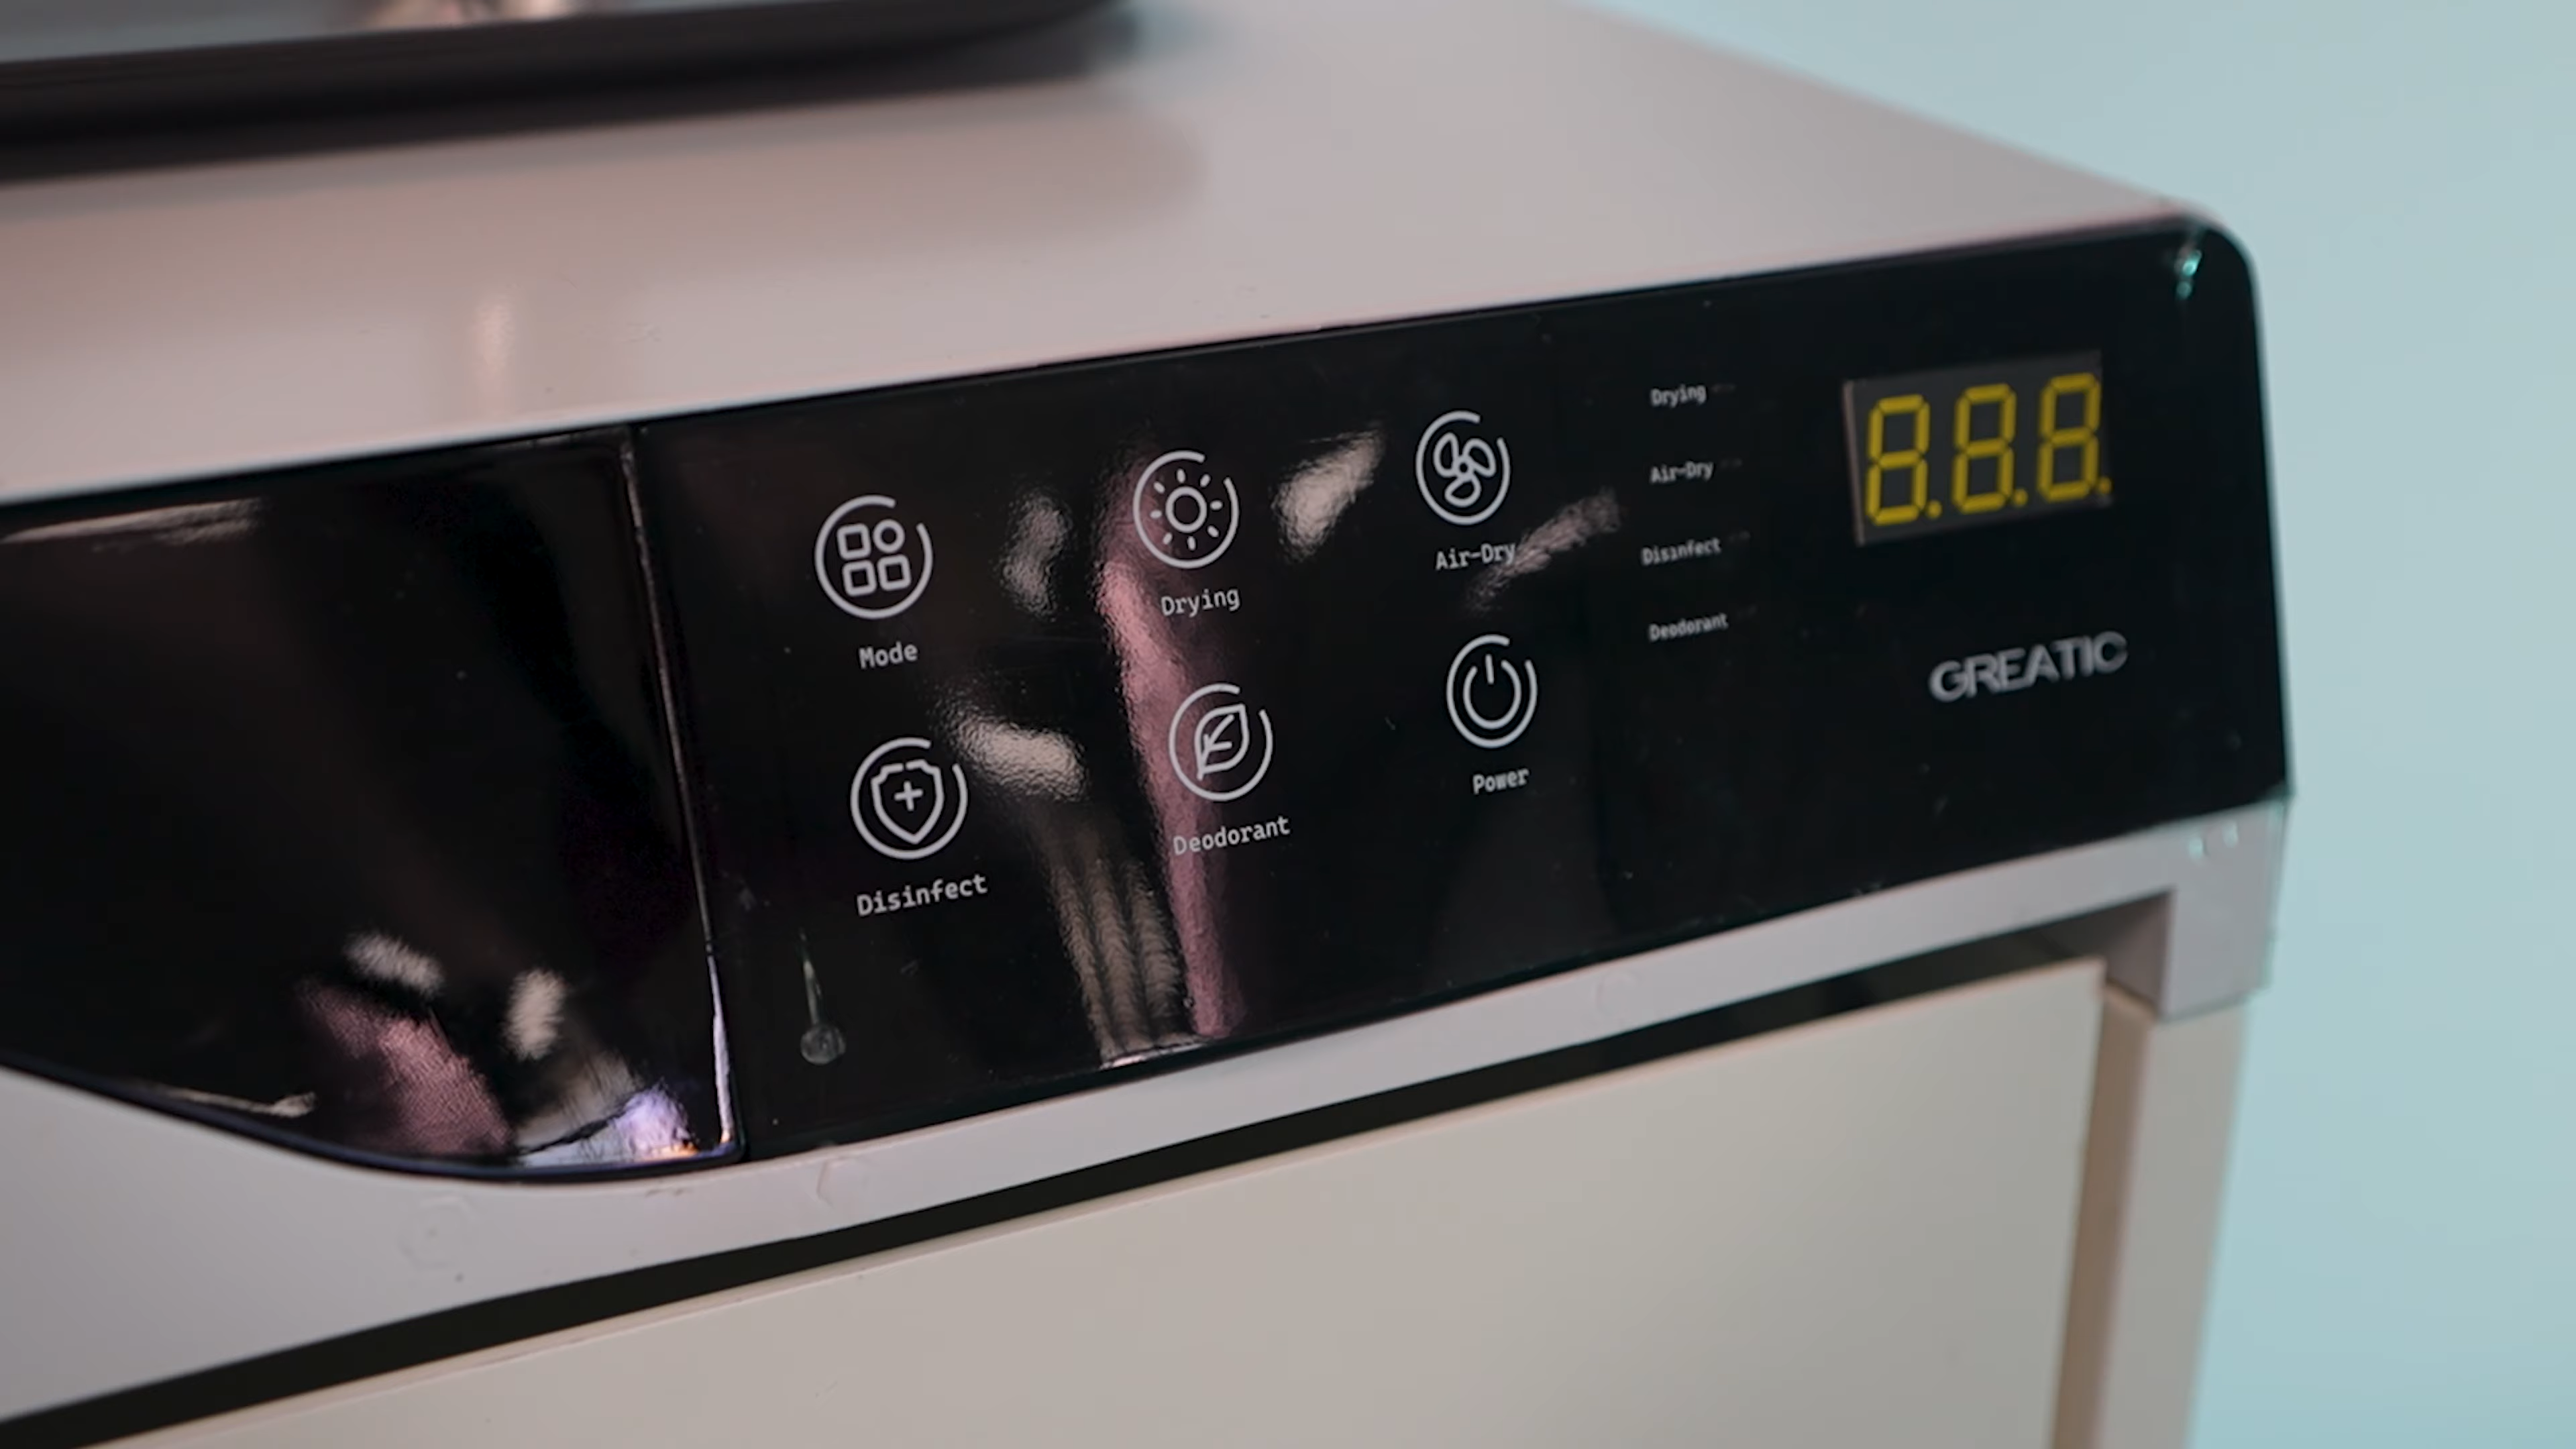 Mode
Drying
Air-Dry
Disinfect
Deodorant
Power
Drying
Air-Dry
Disinfect
Deodorant
8.8.8.
GREATIC